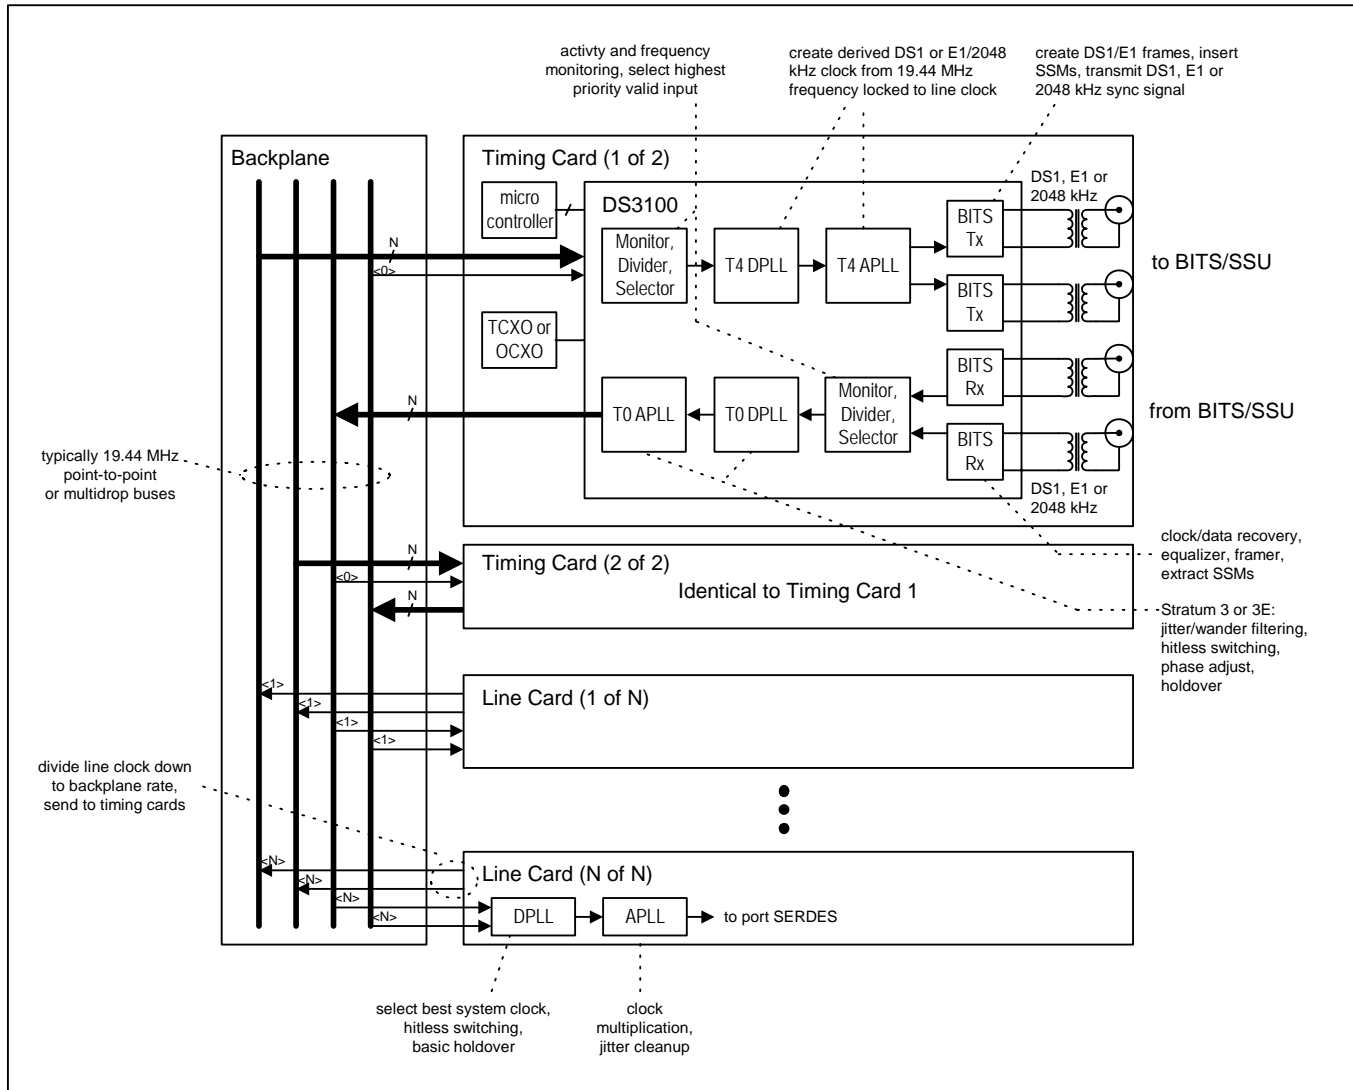 activty and frequency
monitoring, select highest
priority valid input
create derived DS1 or E1/2048
kHz clock from 19.44 MHz
frequency locked to line clock
create DS1/E1 frames, insert
SSMs, transmit DS1, E1 or
2048 kHz sync signal
Backplane
Timing Card (1 of 2)
micro
controller
DS3100
DS1, E1 or
2048 kHz
N
<0>
Monitor,
Divider,
Selector
T4 DPLL
T4 APLL
BITS
Tx
BITS
Tx
to BITS/SSU
TCXO or
OCXO
N
T0 APLL
T0 DPLL
Monitor,
Divider,
Selector
BITS
Rx
BITS
Rx
from BITS/SSU
DS1, E1 or
2048 kHz
typically 19.44 MHz
point-to-point
or multidrop buses
clock/data recovery,
equalizer, framer,
extract SSMs
N
<0>
N
Timing Card (2 of 2)
Identical to Timing Card 1
Stratum 3 or 3E:
jitter/wander filtering,
hitless switching,
phase adjust,
holdover
<1>
<1>
<1>
<1>
Line Card (1 of N)
divide line clock down
to backplane rate,
send to timing cards
<N>
<N>
<N>
<N>
Line Card (N of N)
DPLL
APLL
to port SERDES
select best system clock,
hitless switching,
basic holdover
clock
multiplication,
jitter cleanup